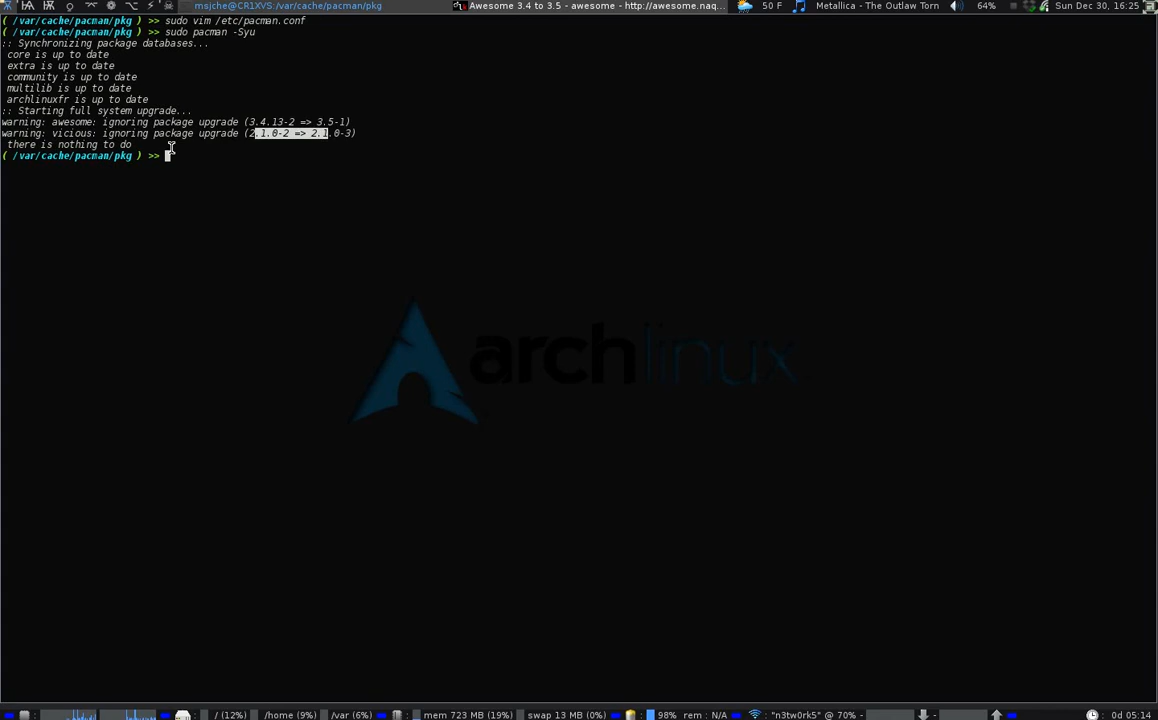 msjche@CR1XVS:/var/cache/pacman/pkg
Awesome 3.4 to 3.5 - awesome - http://awesome.naq...
50 F
Metallica - The Outlaw Torn
64%
Sun Dec 30, 16:25
( /var/cache/pacman/pkg ) >> sudo vim /etc/pacman.conf
( /var/cache/pacman/pkg ) >> sudo pacman -Syu
:: Synchronizing package databases...
core is up to date
extra is up to date
community is up to date
multilib is up to date
archlinuxfr is up to date
:: Starting full system upgrade...
warning: awesome: ignoring package upgrade (3.4.13-2 => 3.5-1)
warning: vicious: ignoring package upgrade (2.1.0-2 => 2.1.0-3)
there is nothing to do
( /var/cache/pacman/pkg ) >>
archlinux
/ (12%)
/home (9%)
/var (6%)
mem 723 MB (19%)
swap 13 MB (0%)
98% rem : N/A
: "n3tw0rk5" @ 70% -
: 0d 05:14